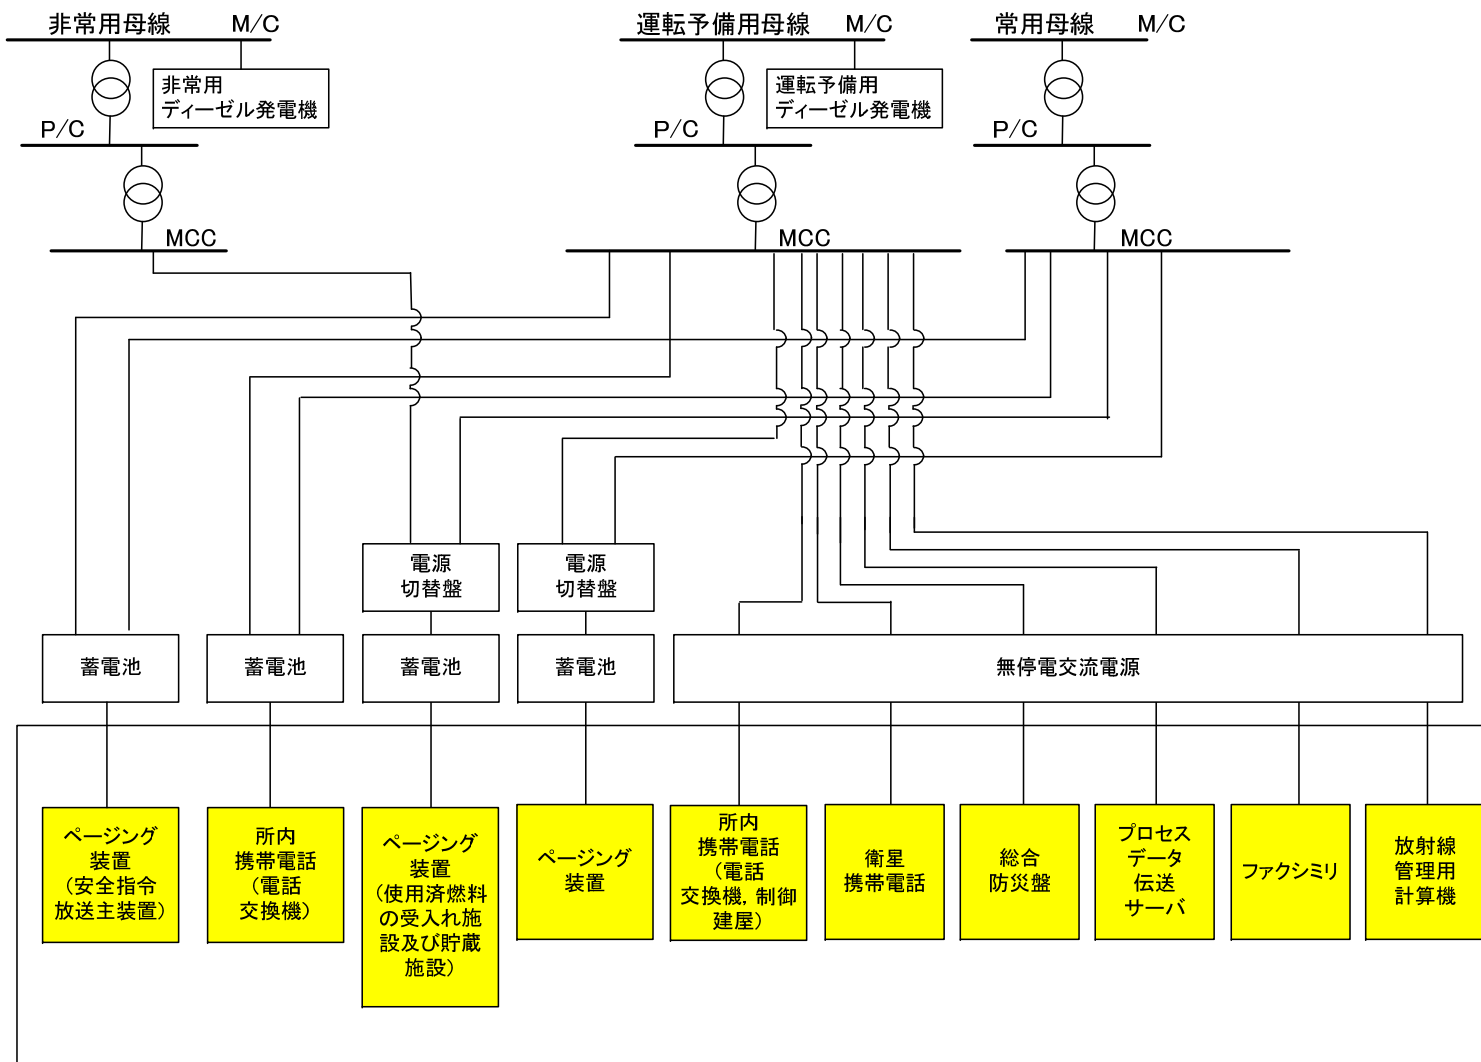 非常用母線 M/C
運転予備用母線 M/C
常用母線 M/C
非常用
ディーゼル発電機
運転予備用
ディーゼル発電機
P/C
P/C
P/C
MCC
MCC
MCC
電源
切替盤
電源
切替盤
蓄電池
蓄電池
蓄電池
蓄電池
無停電交流電源
ページング
装置
(安全指令
放送主装置)
所内
携帯電話
(電話
交換機)
ページング
装置
(使用済燃料
の受入れ施
設及び貯蔵
施設)
ページング
装置
所内
携帯電話
(電話
交換機,制御
建屋)
衛星
携帯電話
総合
防災盤
プロセス
データ
伝送
サーバ
ファクシミリ
放射線
管理用
計算機